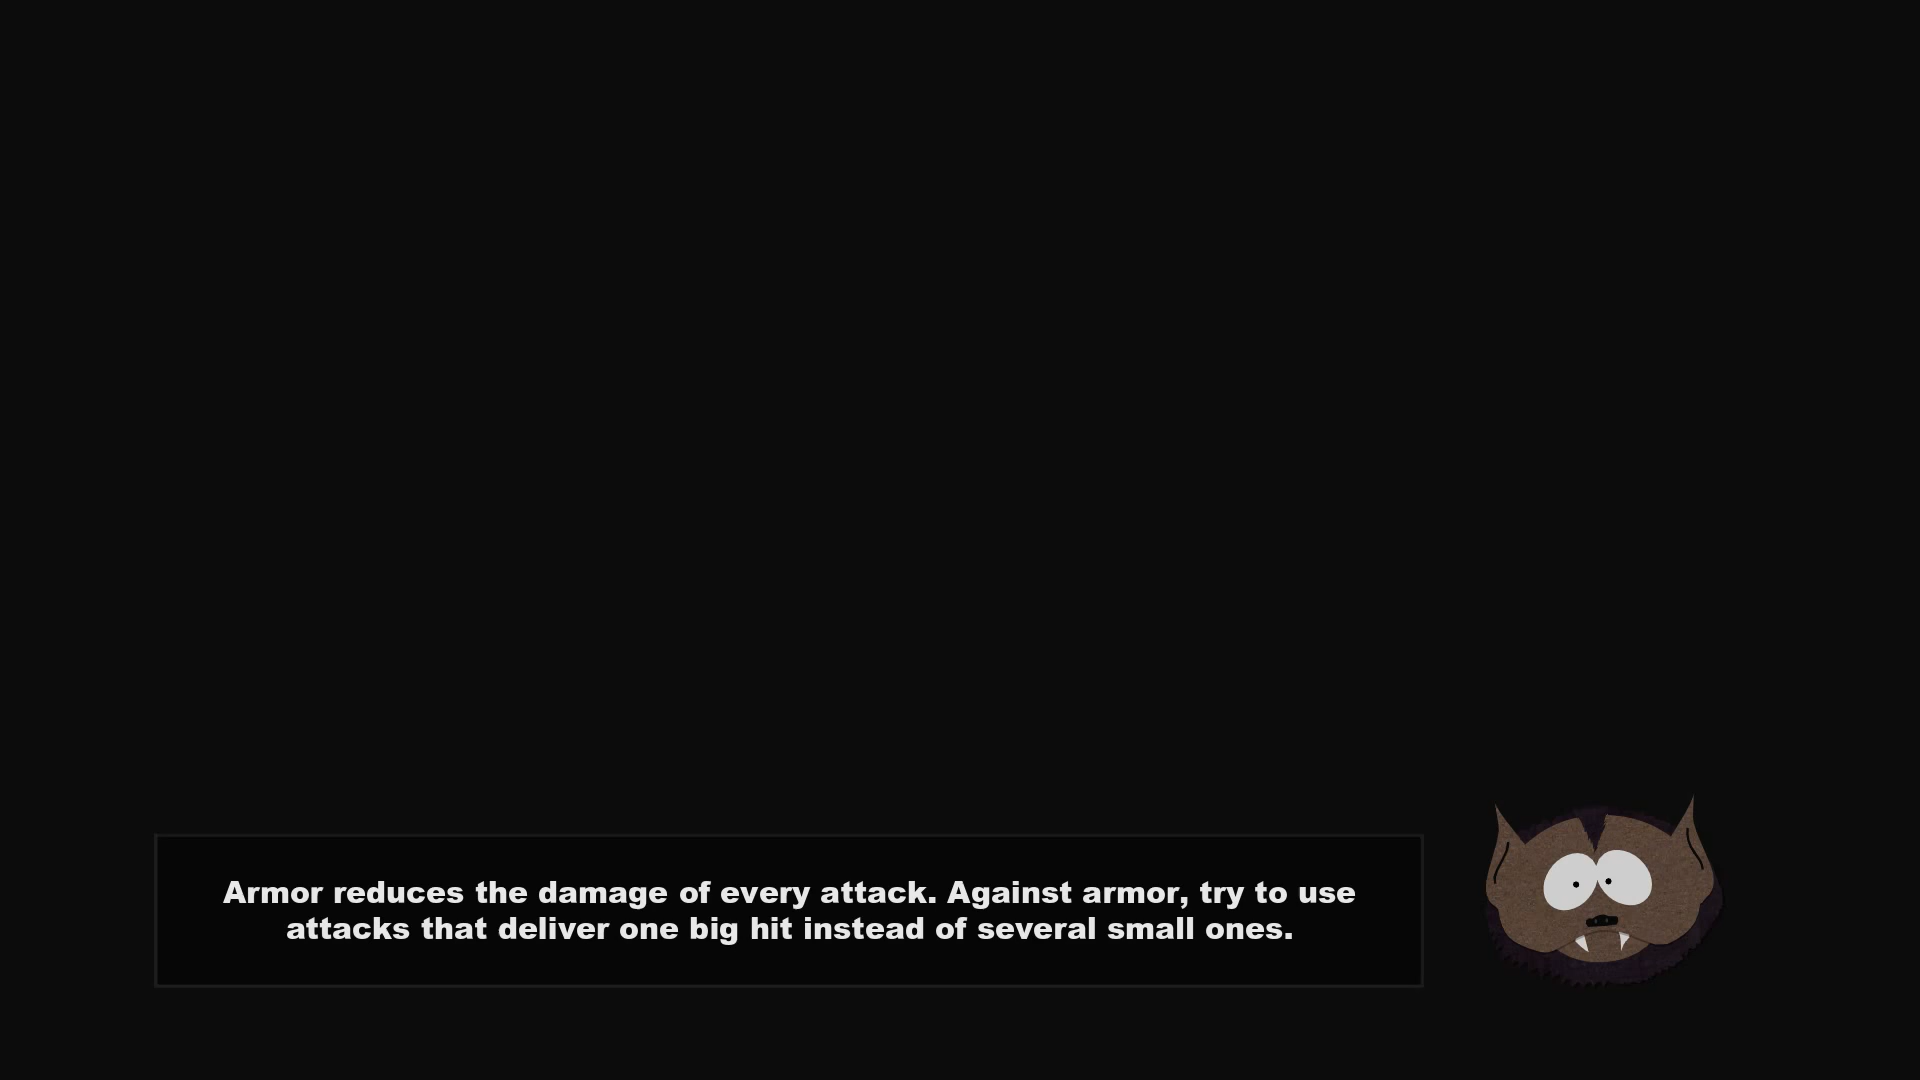 Armor reduces the damage of every attack. Against armor, try to use
attacks that deliver one big hit instead of several small ones.